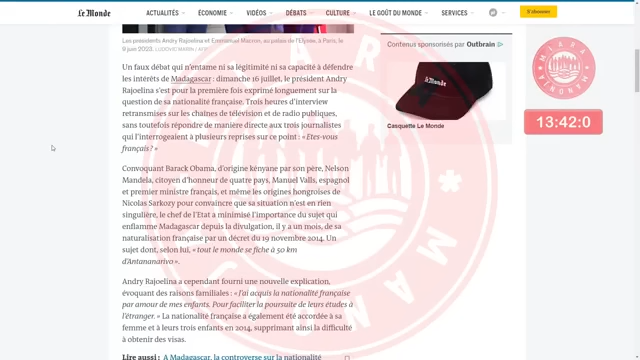 Le Monde
ACTUALITÉS ECONOMIE VIDÉOS DÉBATS CULTURE LE GOÛT DU MONDE SERVICES
S'abonner
Les présidents Andry Rajoelina et Emmanuel Macron, au palais de l'Elysée, à Paris, le
9 juin 2023. LUDOVIC MARIN / AFP
Un faux débat qui n'entame ni sa légitimité ni sa capacité à défendre
les intérêts de Madagascar : dimanche 16 juillet, le président Andry
Rajoelina s'est pour la première fois exprimé longuement sur la
question de sa nationalité française. Trois heures d'interview
retransmises sur les chaînes de télévision et de radio publiques,
sans toutefois répondre de manière directe aux trois journalistes
qui l'interrogeaient à plusieurs reprises sur ce point : « Etes-vous
français ? »
Convoquant Barack Obama, d'origine kényane par son père, Nelson
Mandela, citoyen d'honneur de quatre pays, Manuel Valls, espagnol
et premier ministre français, et même les origines hongroises de
Nicolas Sarkozy pour convaincre que sa situation n'est en rien
singulière, le chef de l'Etat a minimisé l'importance du sujet qui
enflamme Madagascar depuis la divulgation, il y a un mois, de sa
naturalisation française par un décret du 19 novembre 2014. Un
sujet dont, selon lui, « tout le monde se fiche à 50 km
d'Antananarivo ».
Andry Rajoelina a cependant fourni une nouvelle explication,
évoquant des raisons familiales : « J'ai acquis la nationalité française
par amour de mes enfants. Pour faciliter la poursuite de leurs études à
l'étranger. » La nationalité française a également été accordée à sa
femme et à leurs trois enfants en 2014, supprimant ainsi la difficulté
à obtenir des visas.
Lire aussi : A Madagascar, la controverse sur la nationalité
Contenus sponsorisés par Outbrain
Le Monde
Casquette Le Monde
MIARA
MANONGA
13:42:0